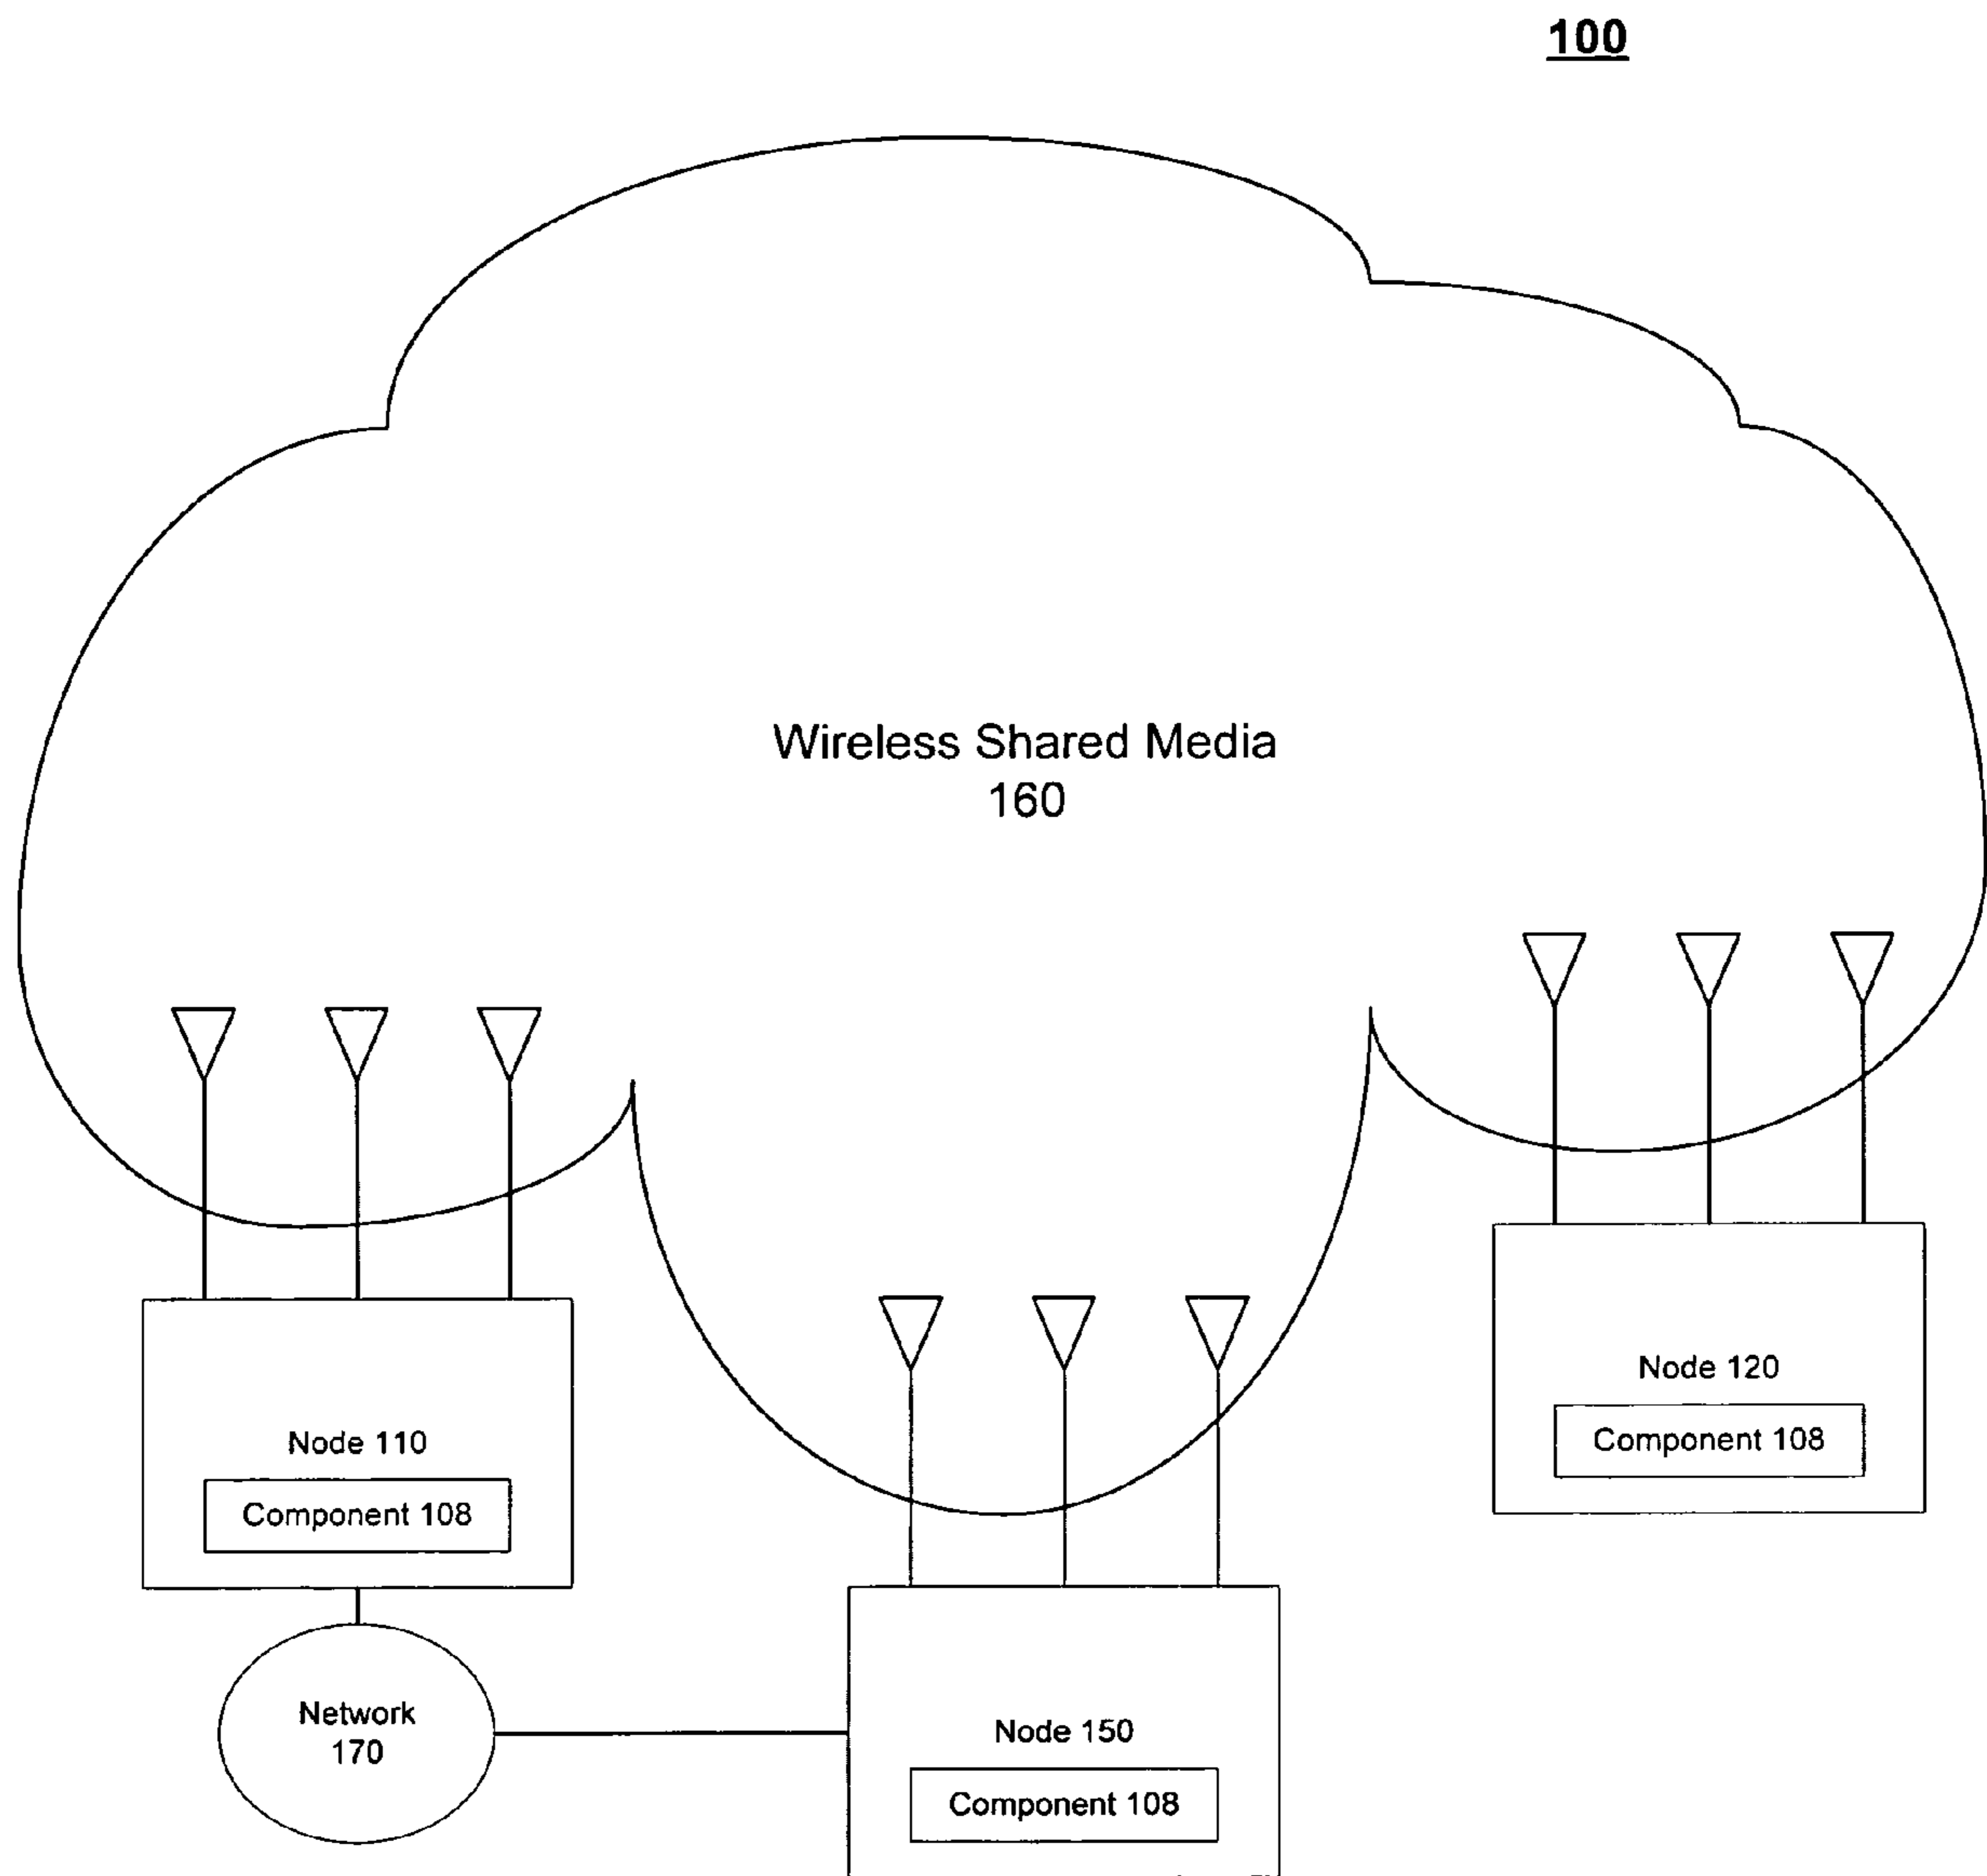 100
Wireless Shared Media
160
Node 120
Component 108
Node 110
Component 108
Network
170
Node 150
Component 108